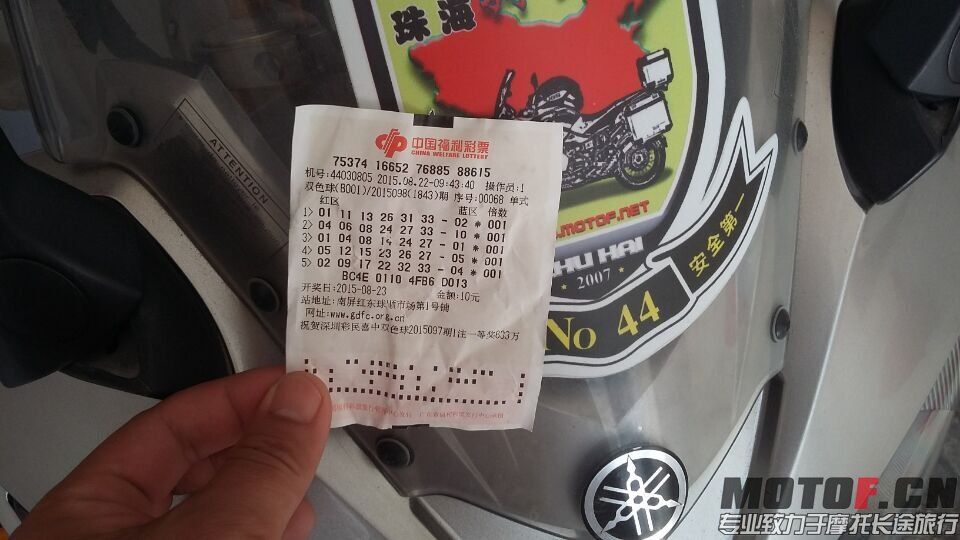 珠海
ATTENTION
中国福利彩票
CHINA WELFARE LOTTERY
75374 16652 76885 88615
机号:44030805 2015.08.22-09:43:40 操作员:1
双色球(B001)/2015098(1843)期 序号:00068 单式
红区 蓝区 倍数
1> 01 11 13 26 31 33 - 02 * 001
2> 04 06 08 24 27 33 - 10 * 001
3> 01 04 08 24 27 - 01 * 001
4> 05 12 15 23 26 27 - 05 * 001
5> 02 09 17 22 32 33 - 04 * 001
BC4E 0110 4FB6 D013
开奖日:2015-08-23 金额:10元
站地址:南屏红东球市场第1号铺
网址:www.gdfc.org.cn
祝贺深圳彩民喜中双色球2015097期1注一等奖633万
.MOTOF.NET
HU HAI
2007
安全第一
No 44
MOTOF.CN
专业致力于摩托长途旅行